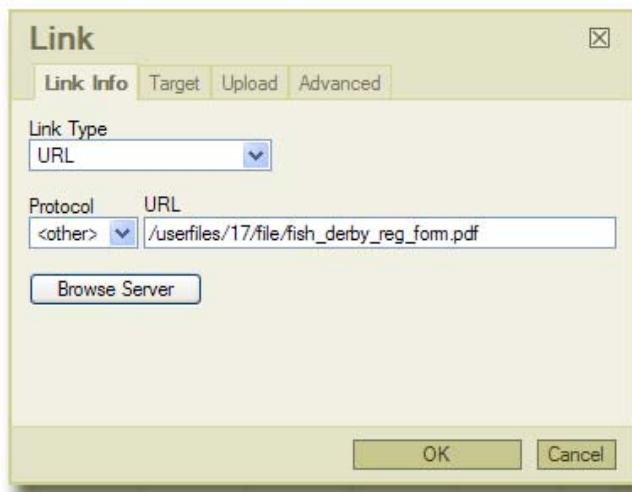 Link
Link Info Target Upload Advanced
Link Type
URL
Protocol URL
<other> /userfiles/17/file/fish_derby_reg_form.pdf
Browse Server
OK Cancel